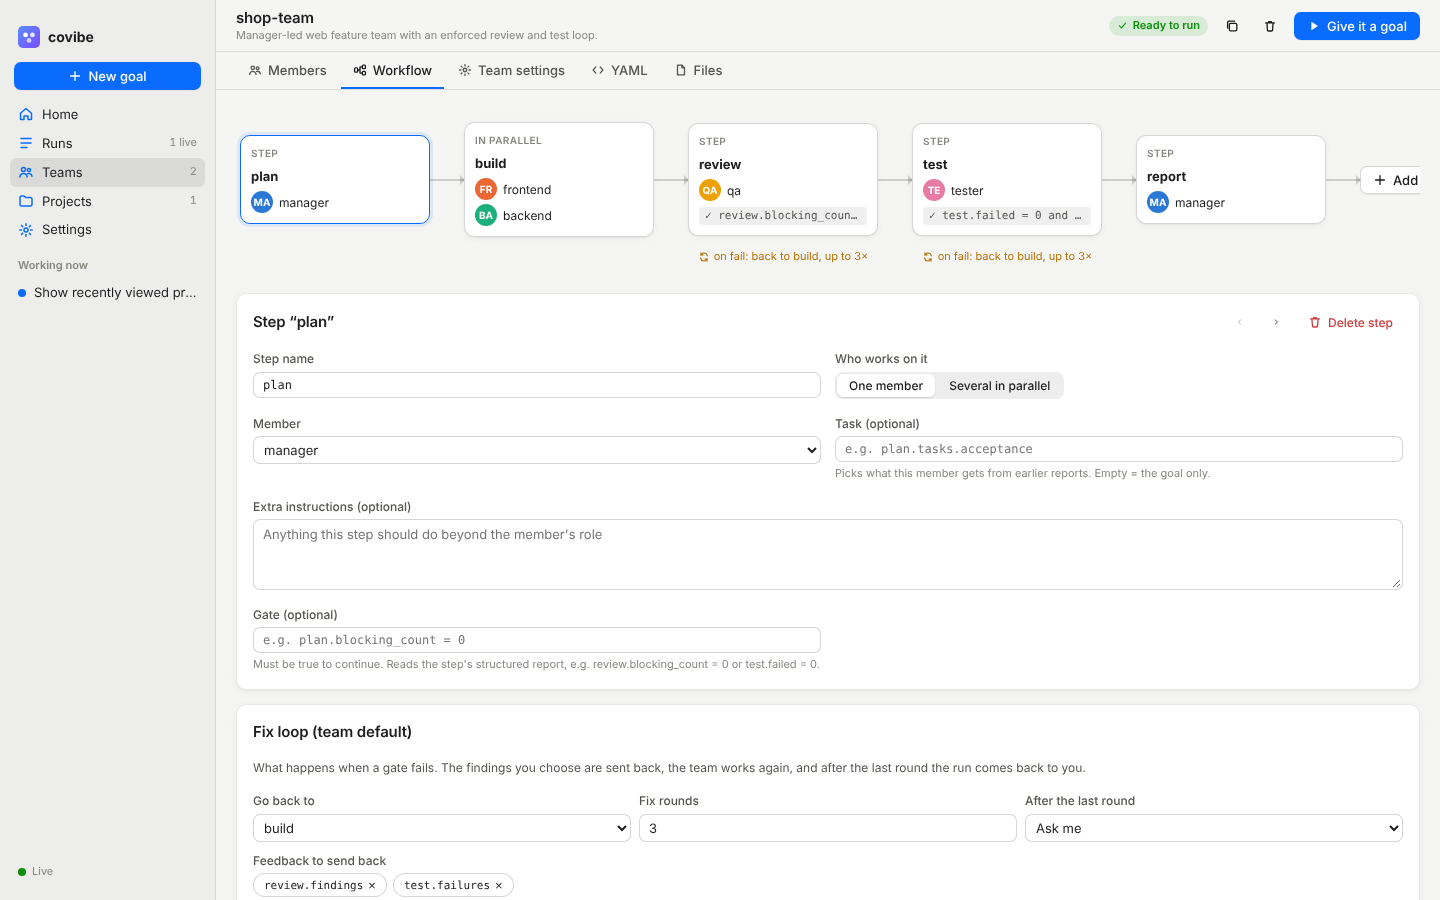 covibe
New goal
Home
Runs 1 live
Teams 2
Projects 1
Settings
Working now
Show recently viewed pr...
Live
shop-team
Manager-led web feature team with an enforced review and test loop.
Ready to run
Give it a goal
Members
Workflow
Team settings
YAML
Files
STEP
plan
MA manager
IN PARALLEL
build
FR frontend
BA backend
STEP
review
QA qa
✓ review.blocking_coun…
on fail: back to build, up to 3×
STEP
test
TE tester
✓ test.failed = 0 and …
on fail: back to build, up to 3×
STEP
report
MA manager
+ Add
Step “plan”
‹ ›
Delete step
Step name
plan
Who works on it
One member
Several in parallel
Member
manager
Task (optional)
e.g. plan.tasks.acceptance
Picks what this member gets from earlier reports. Empty = the goal only.
Extra instructions (optional)
Anything this step should do beyond the member's role
Gate (optional)
e.g. plan.blocking_count = 0
Must be true to continue. Reads the step's structured report, e.g. review.blocking_count = 0 or test.failed = 0.
Fix loop (team default)
What happens when a gate fails. The findings you choose are sent back, the team works again, and after the last round the run comes back to you.
Go back to
build
Fix rounds
3
After the last round
Ask me
Feedback to send back
review.findings ×
test.failures ×